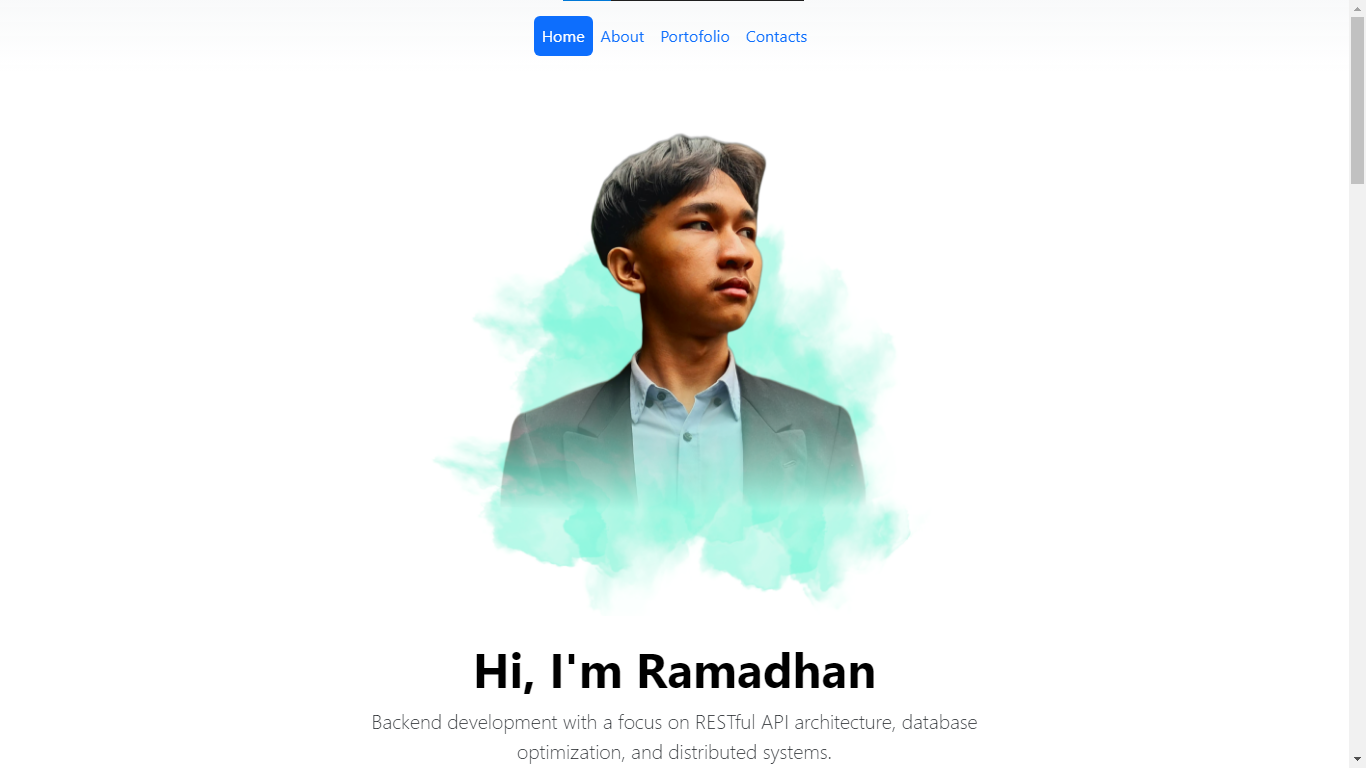 Home About Portofolio Contacts
Hi, I'm Ramadhan
Backend development with a focus on RESTful API architecture, database
optimization, and distributed systems.